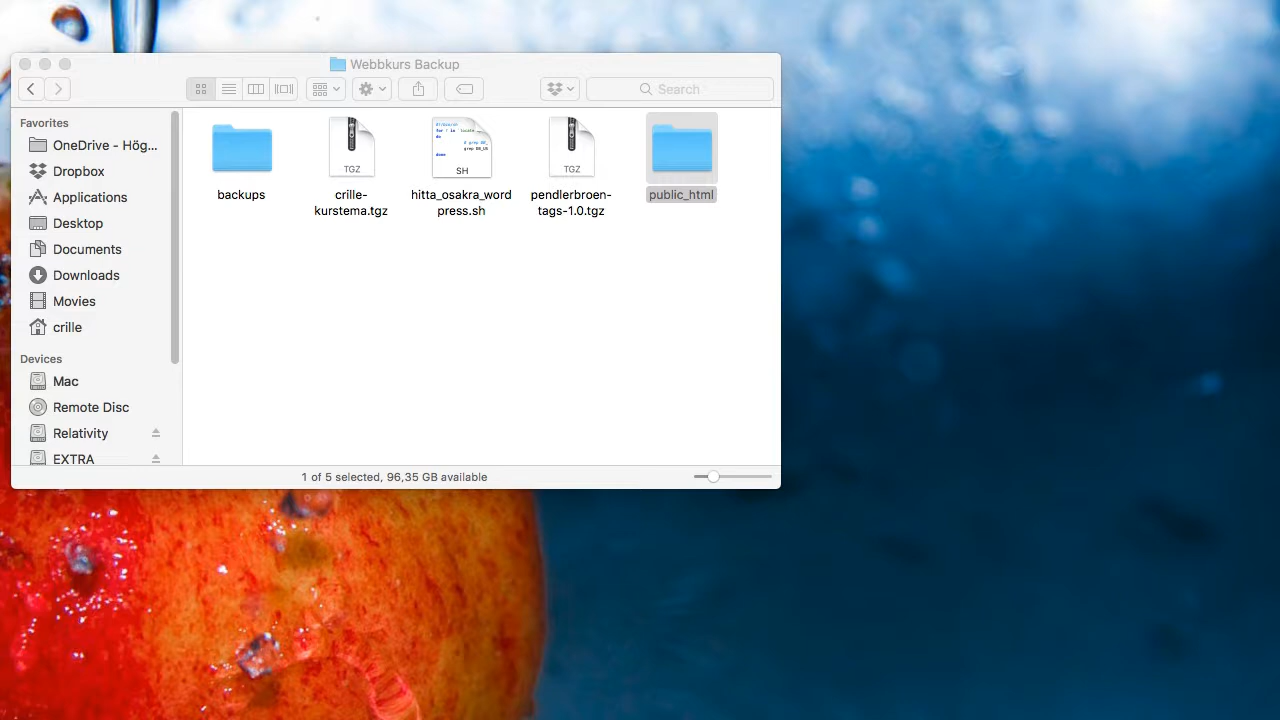 Webbkurs Backup
Search
Favorites
OneDrive - Hög...
Dropbox
Applications
Desktop
Documents
Downloads
Movies
crille
Devices
Mac
Remote Disc
Relativity
EXTRA
backups
TGZ
crille-
kurstema.tgz
do
done
SH
hitta_osakra_word
press.sh
TGZ
pendlerbroen-
tags-1.0.tgz
public_html
1 of 5 selected, 96,35 GB available